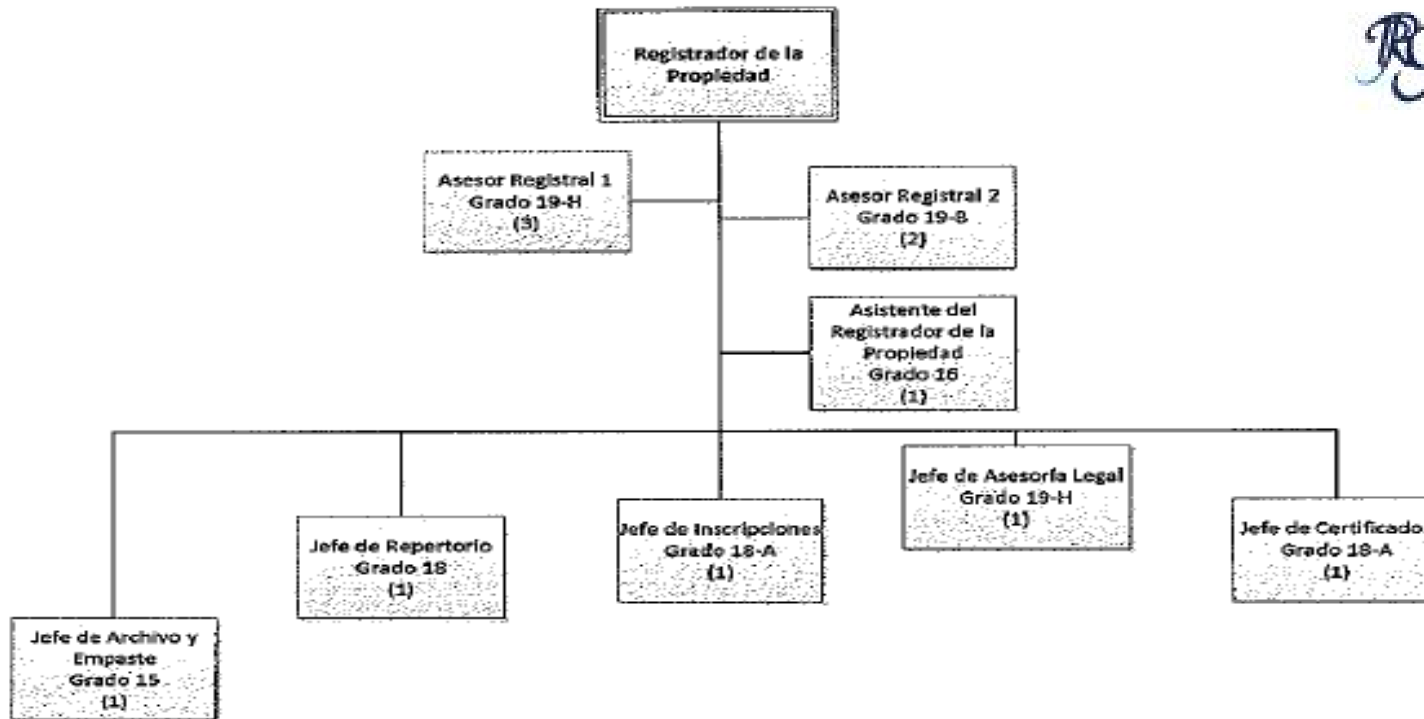 Registrador de la
Propiedad
Asesor Registral 1
Grado 19-H
(3)
Asesor Registral 2
Grado 19-B
(2)
Asistente del
Registrador de la
Propiedad
Grado 16
(1)
Jefe de Asesoría Legal
Grado 19-H
(1)
Jefe de Inscripciones
Grado 18-A
(1)
Jefe de Certificado
Grado 18-A
(1)
Jefe de Repertorio
Grado 18
(1)
Jefe de Archivo y
Empaste
Grado 15
(1)